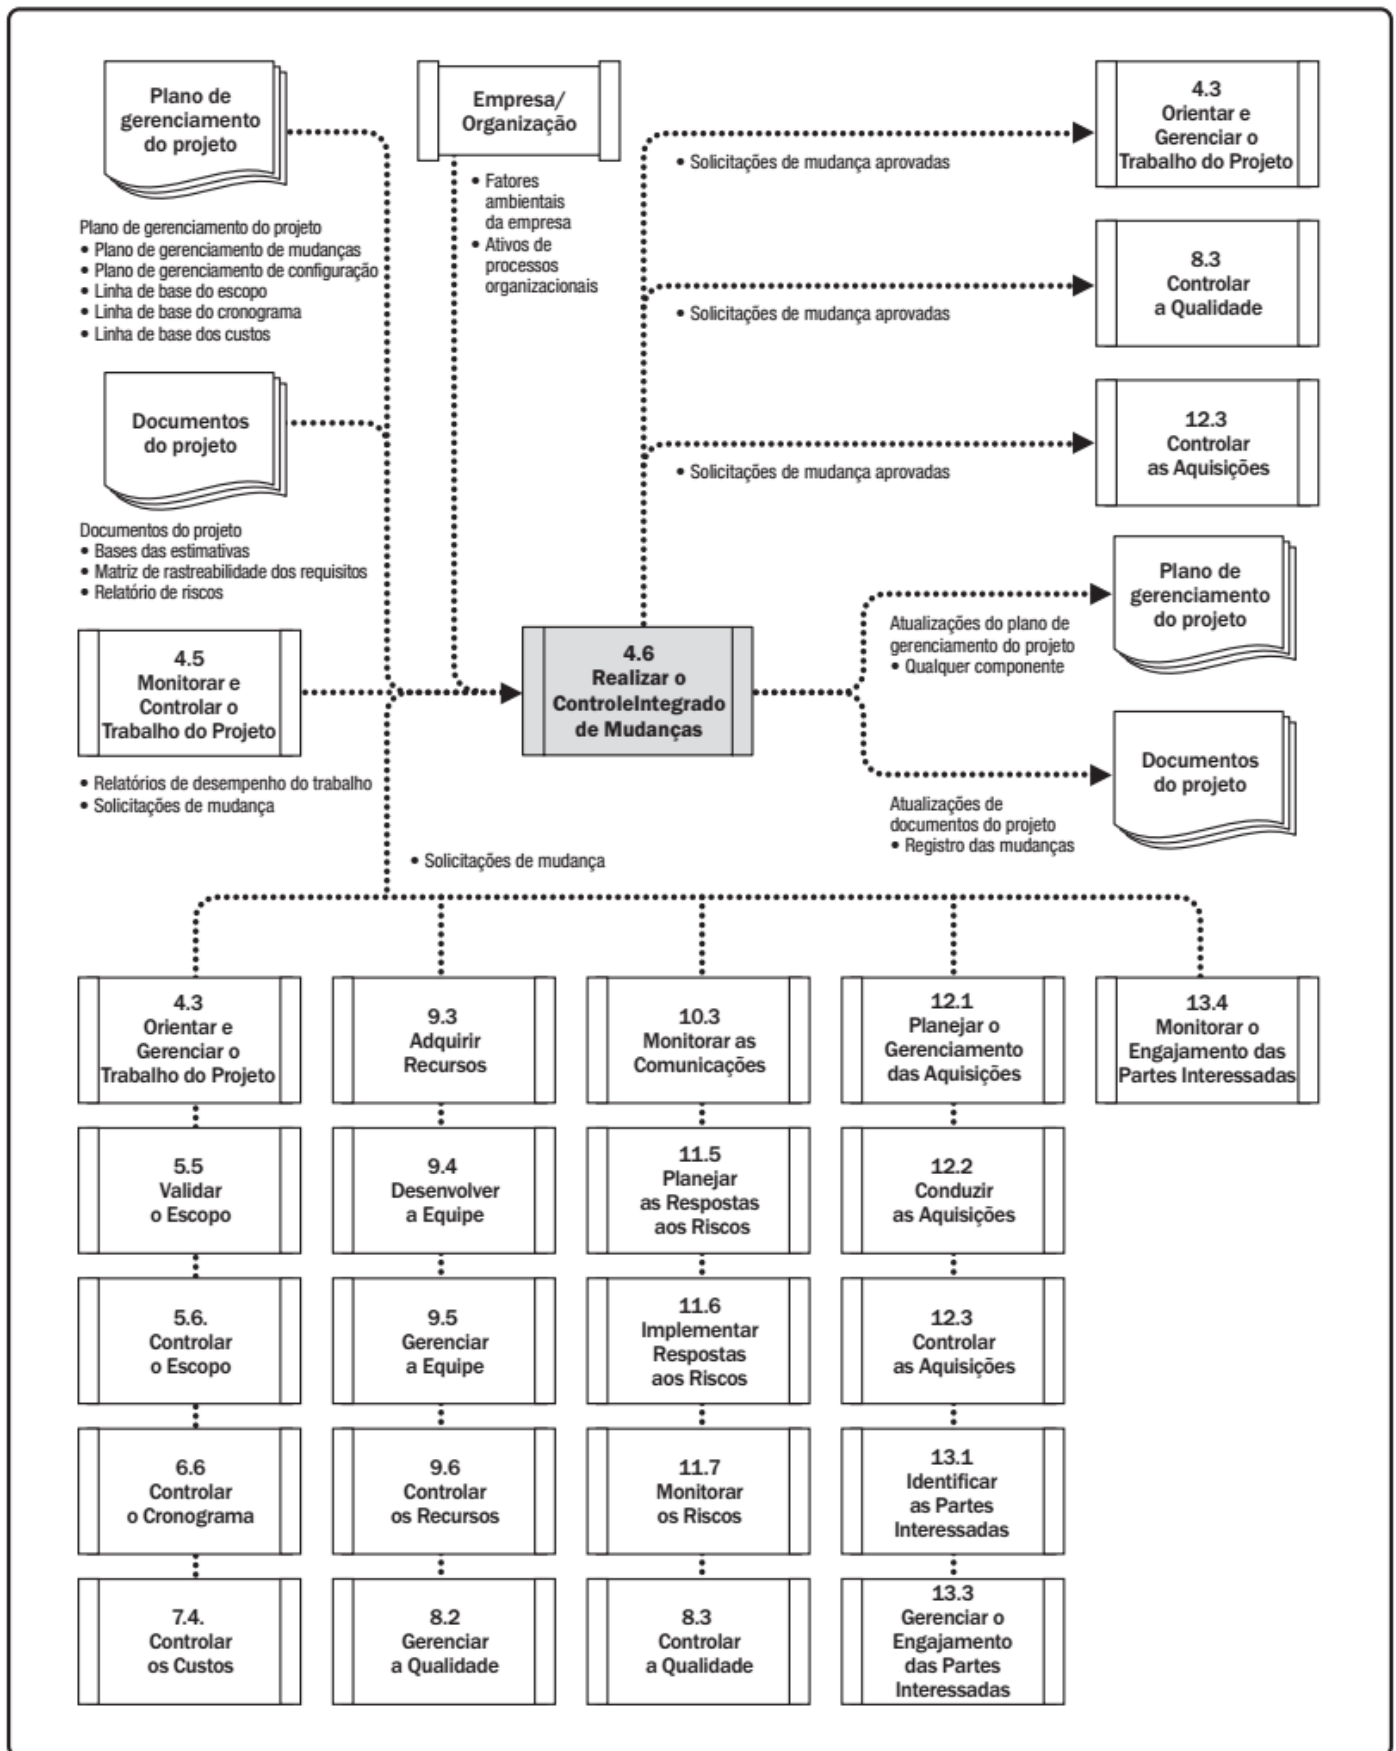 Plano de
gerenciamento
do projeto
Plano de gerenciamento do projeto
• Plano de gerenciamento de mudanças
• Plano de gerenciamento de configuração
• Linha de base do escopo
• Linha de base do cronograma
• Linha de base dos custos
Empresa/
Organização
• Fatores
ambientais
da empresa
• Ativos de
processos
organizacionais
• Solicitações de mudança aprovadas
4.3
Orientar e
Gerenciar o
Trabalho do Projeto
• Solicitações de mudança aprovadas
8.3
Controlar
a Qualidade
• Solicitações de mudança aprovadas
12.3
Controlar
as Aquisições
Documentos
do projeto
Documentos do projeto
• Bases das estimativas
• Matriz de rastreabilidade dos requisitos
• Relatório de riscos
4.5
Monitorar e
Controlar o
Trabalho do Projeto
• Relatórios de desempenho do trabalho
• Solicitações de mudança
4.6
Realizar o
ControleIntegrado
de Mudanças
Atualizações do plano de
gerenciamento do projeto
• Qualquer componente
Plano de
gerenciamento
do projeto
Atualizações de
documentos do projeto
• Registro das mudanças
Documentos
do projeto
• Solicitações de mudança
4.3
Orientar e
Gerenciar o
Trabalho do Projeto
9.3
Adquirir
Recursos
10.3
Monitorar as
Comunicações
12.1
Planejar o
Gerenciamento
das Aquisições
13.4
Monitorar o
Engajamento das
Partes Interessadas
5.5
Validar
o Escopo
9.4
Desenvolver
a Equipe
11.5
Planejar
as Respostas
aos Riscos
12.2
Conduzir
as Aquisições
5.6.
Controlar
o Escopo
9.5
Gerenciar
a Equipe
11.6
Implementar
Respostas
aos Riscos
12.3
Controlar
as Aquisições
6.6
Controlar
o Cronograma
9.6
Controlar
os Recursos
11.7
Monitorar
os Riscos
13.1
Identificar
as Partes
Interessadas
7.4.
Controlar
os Custos
8.2
Gerenciar
a Qualidade
8.3
Controlar
a Qualidade
13.3
Gerenciar o
Engajamento
das Partes
Interessadas